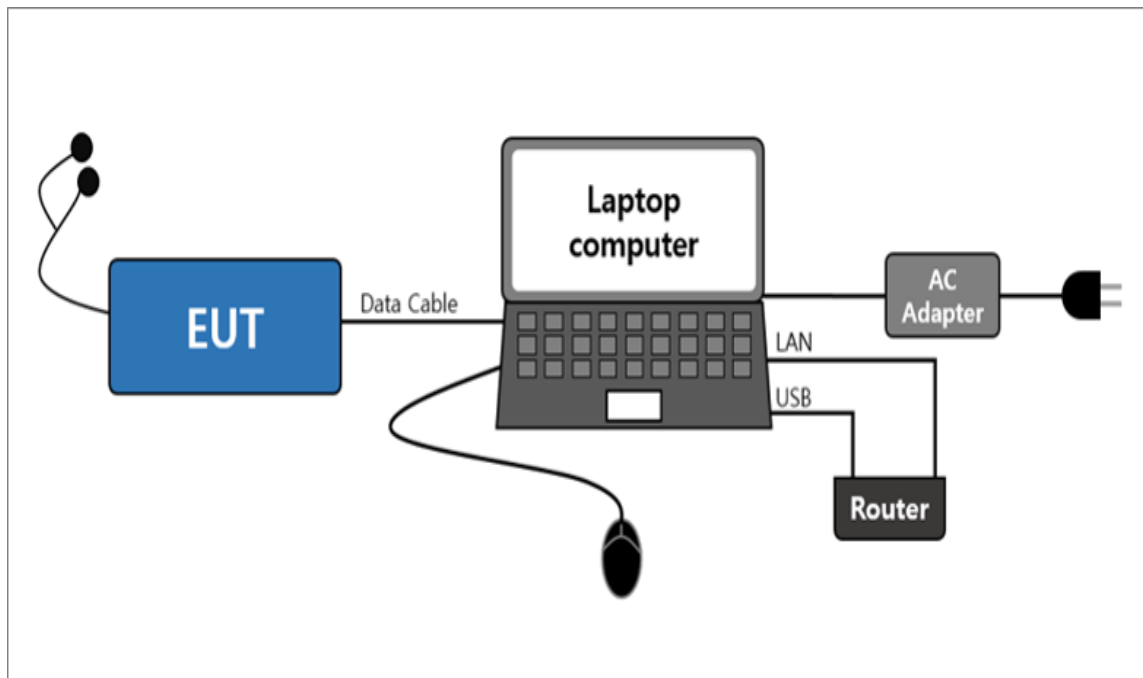 Laptop
computer
EUT
Data Cable
AC
Adapter
LAN
USB
Router